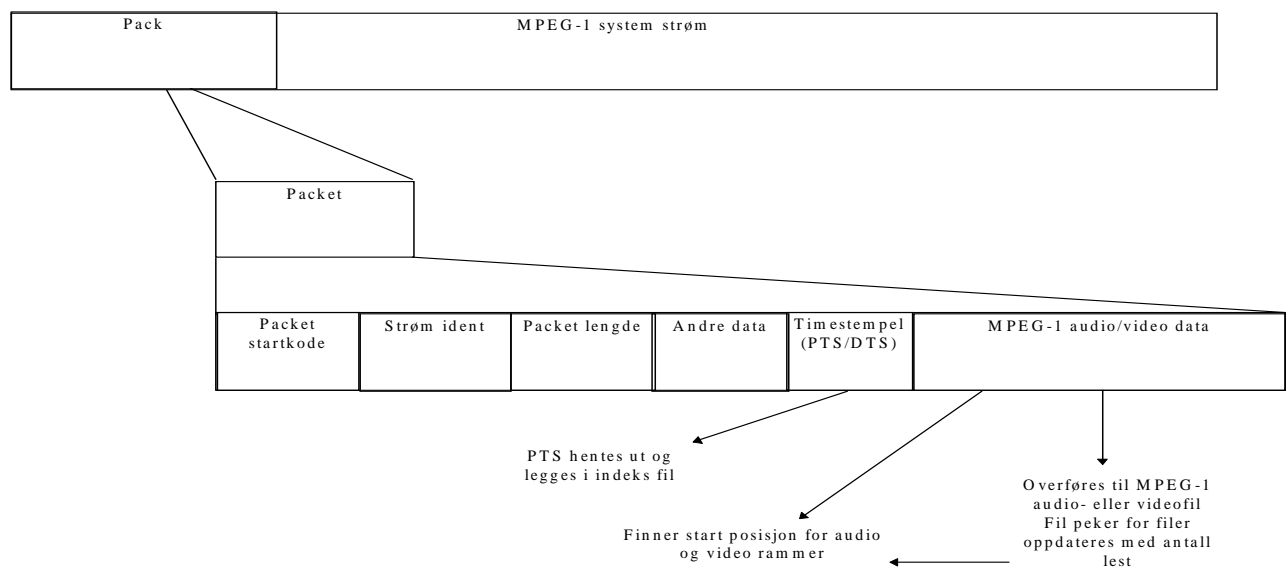 Pack
MPEG-1 system strøm
Packet
Packet
startkode
Strøm ident
Packet lengde
Andre data
Timestempel
(PTS/DTS)
MPEG-1 audio/video data
PTS hentes ut og
legges i indeks fil
Finner start posisjon for audio
og video rammer
Overføres til MPEG-1
audio- eller videofil
Fil peker for filer
oppdateres med antall
lest